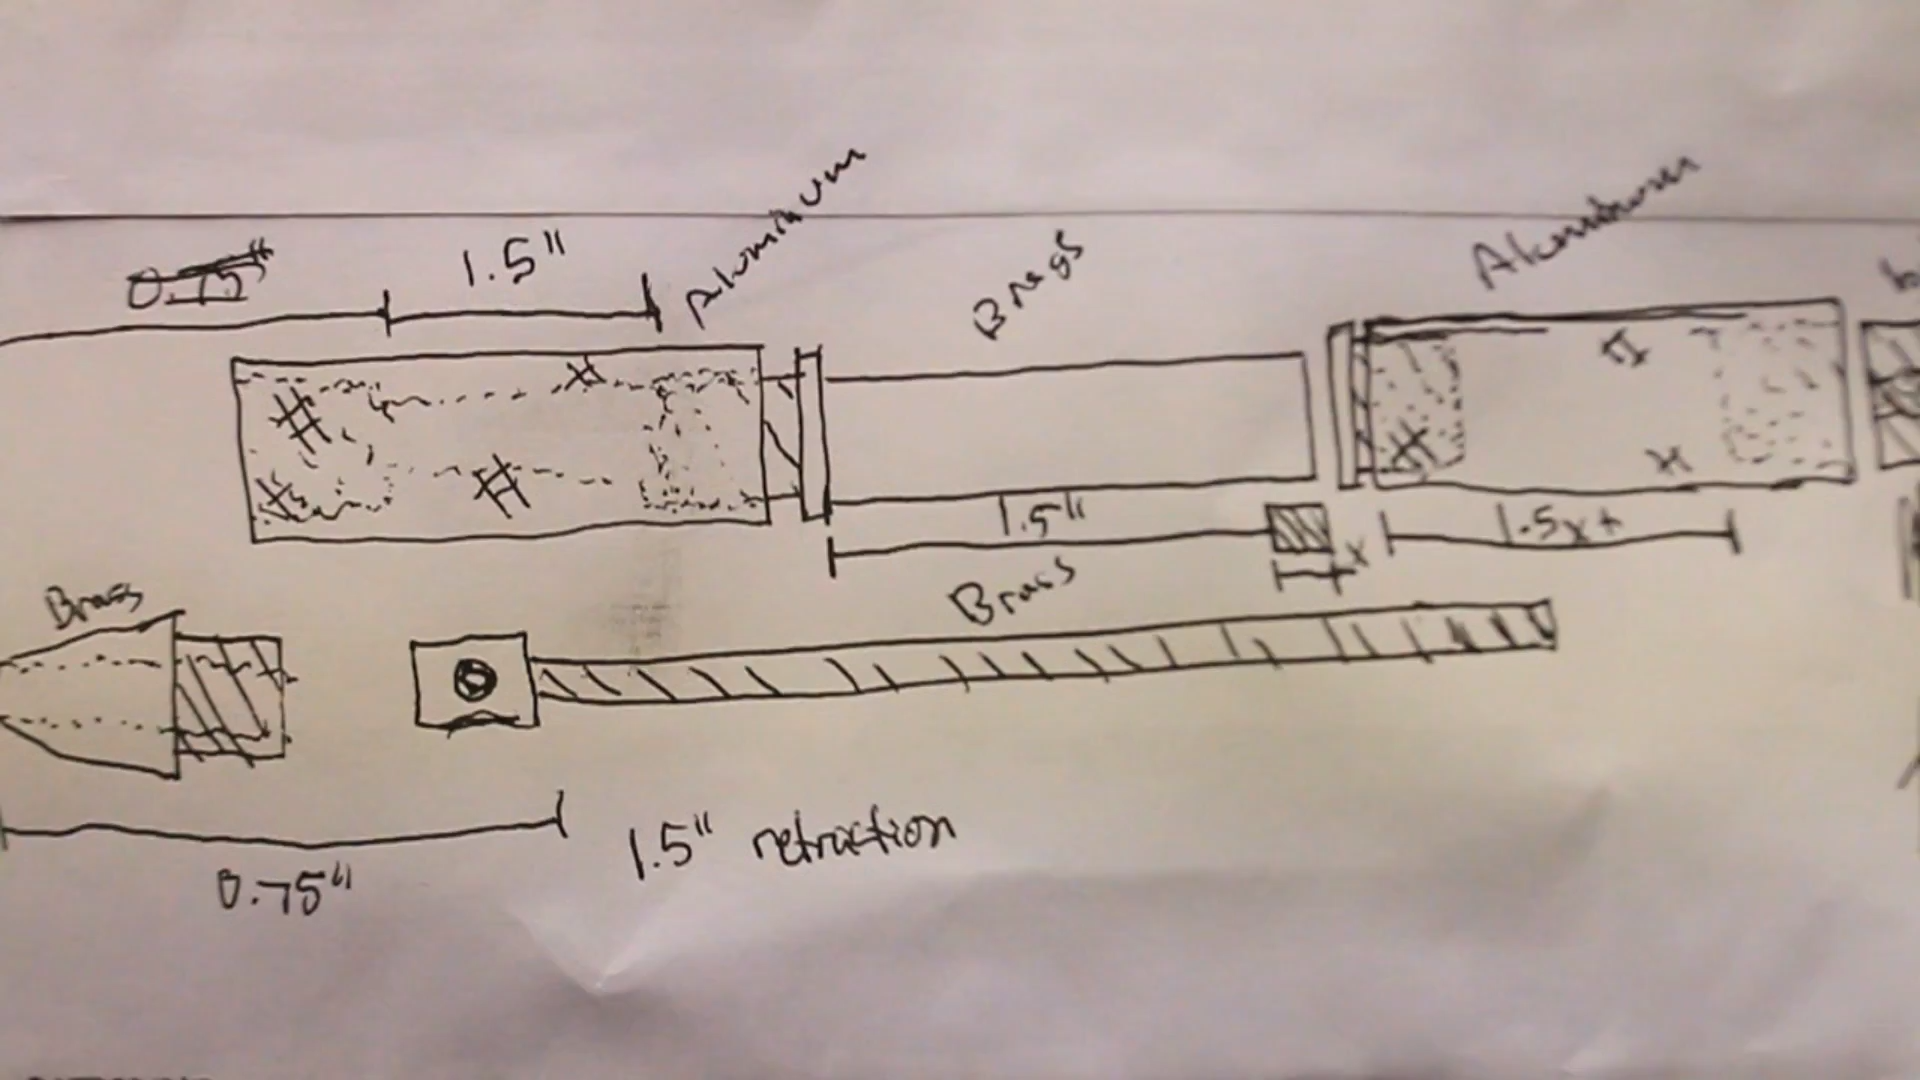 0.75"
1.5"
Aluminum
Brass
Aluminum
1.5"
x
1.5x+
Brass
Brass
0.75"
1.5" retraction